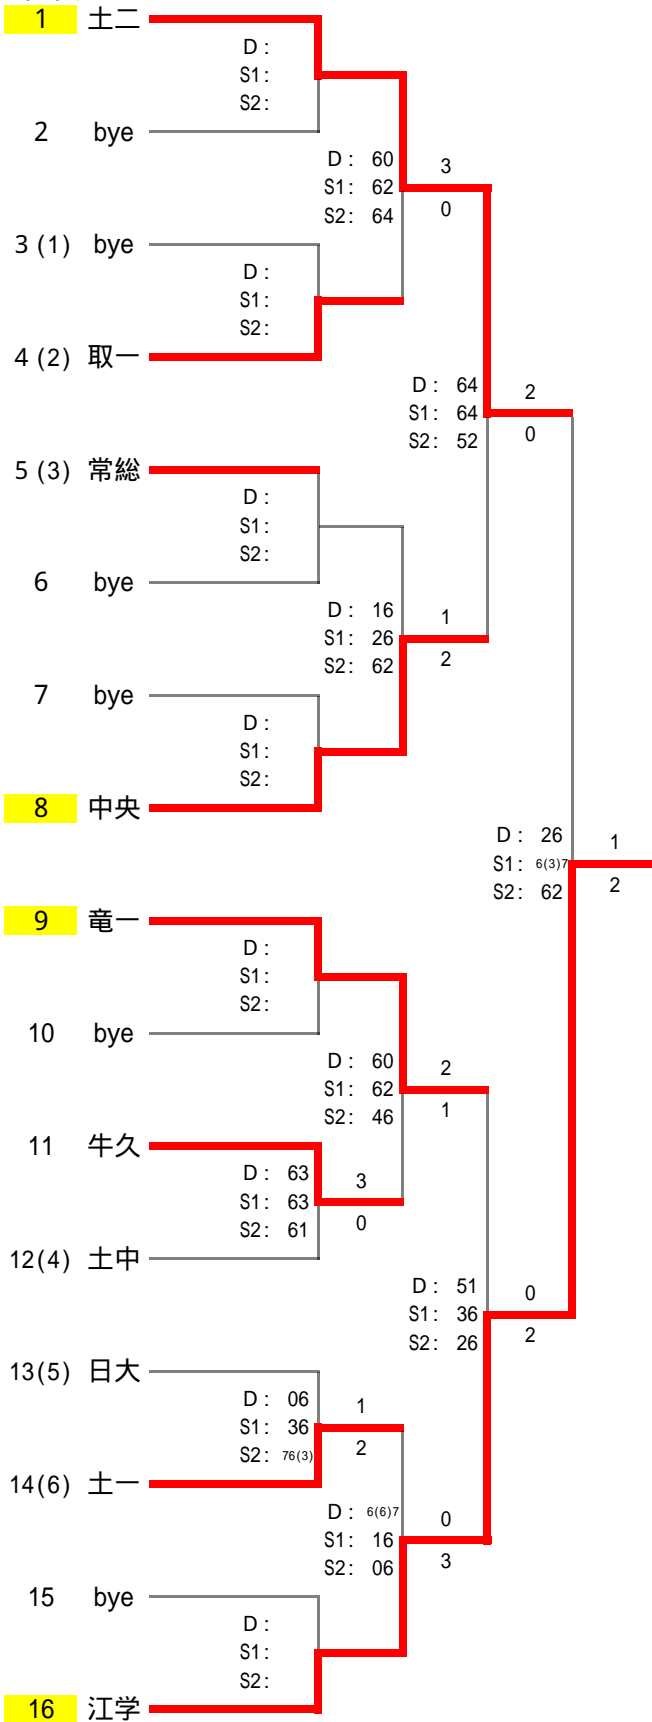 1 土二
D :
S1:
S2:
2 bye
D : 60 3
S1: 62
S2: 64 0
3 (1) bye
D :
S1:
S2:
4 (2) 取一
D : 64 2
S1: 64
S2: 52 0
5 (3) 常総
D :
S1:
S2:
6 bye
D : 16 1
S1: 26
S2: 62 2
7 bye
D :
S1:
S2:
8 中央
D : 26 1
S1: 6(3)7
S2: 62 2
9 竜一
D :
S1:
S2:
10 bye
D : 60 2
S1: 62
S2: 46 1
11 牛久
D : 63 3
S1: 63
S2: 61 0
12(4) 土中
D : 51 0
S1: 36
S2: 26 2
13(5) 日大
D : 06 1
S1: 36
S2: 76(3) 2
14(6) 土一
D : 6(6)7 0
S1: 16
S2: 06 3
15 bye
D :
S1:
S2:
16 江学